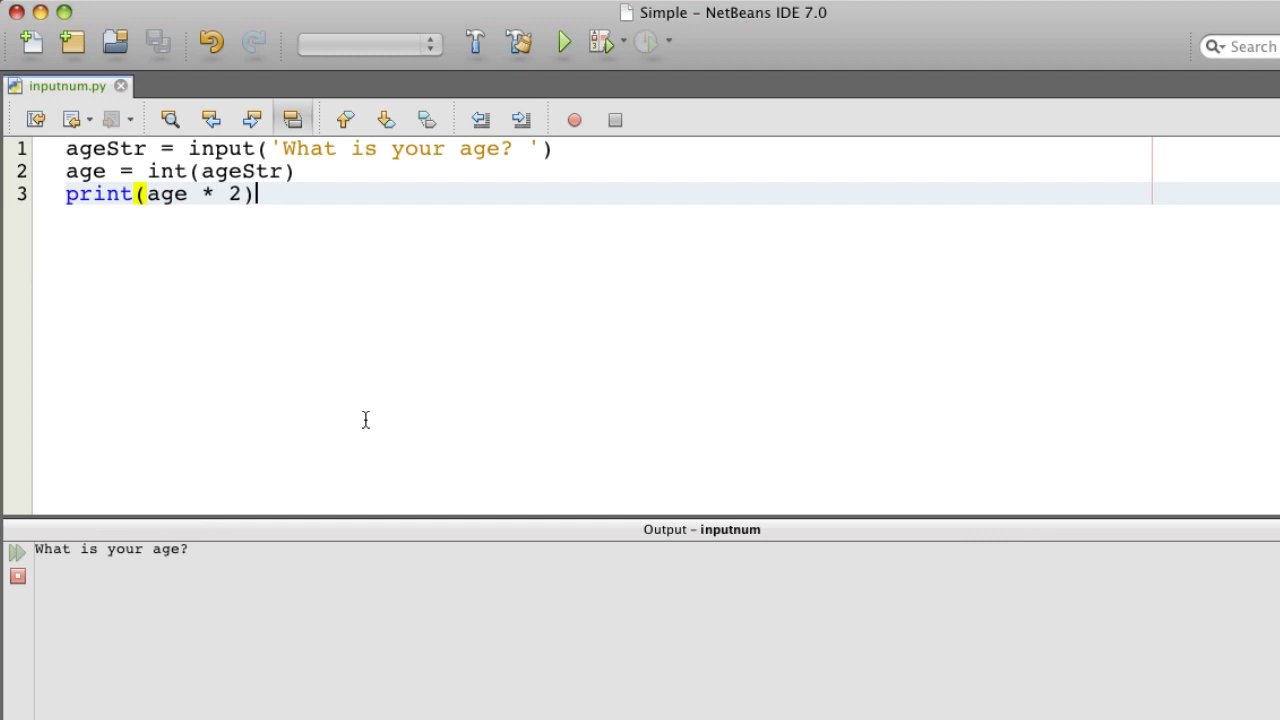 Simple – NetBeans IDE 7.0
Search
inputnum.py
1 ageStr = input('What is your age? ')
2 age = int(ageStr)
3 print(age * 2)
Output – inputnum
What is your age?